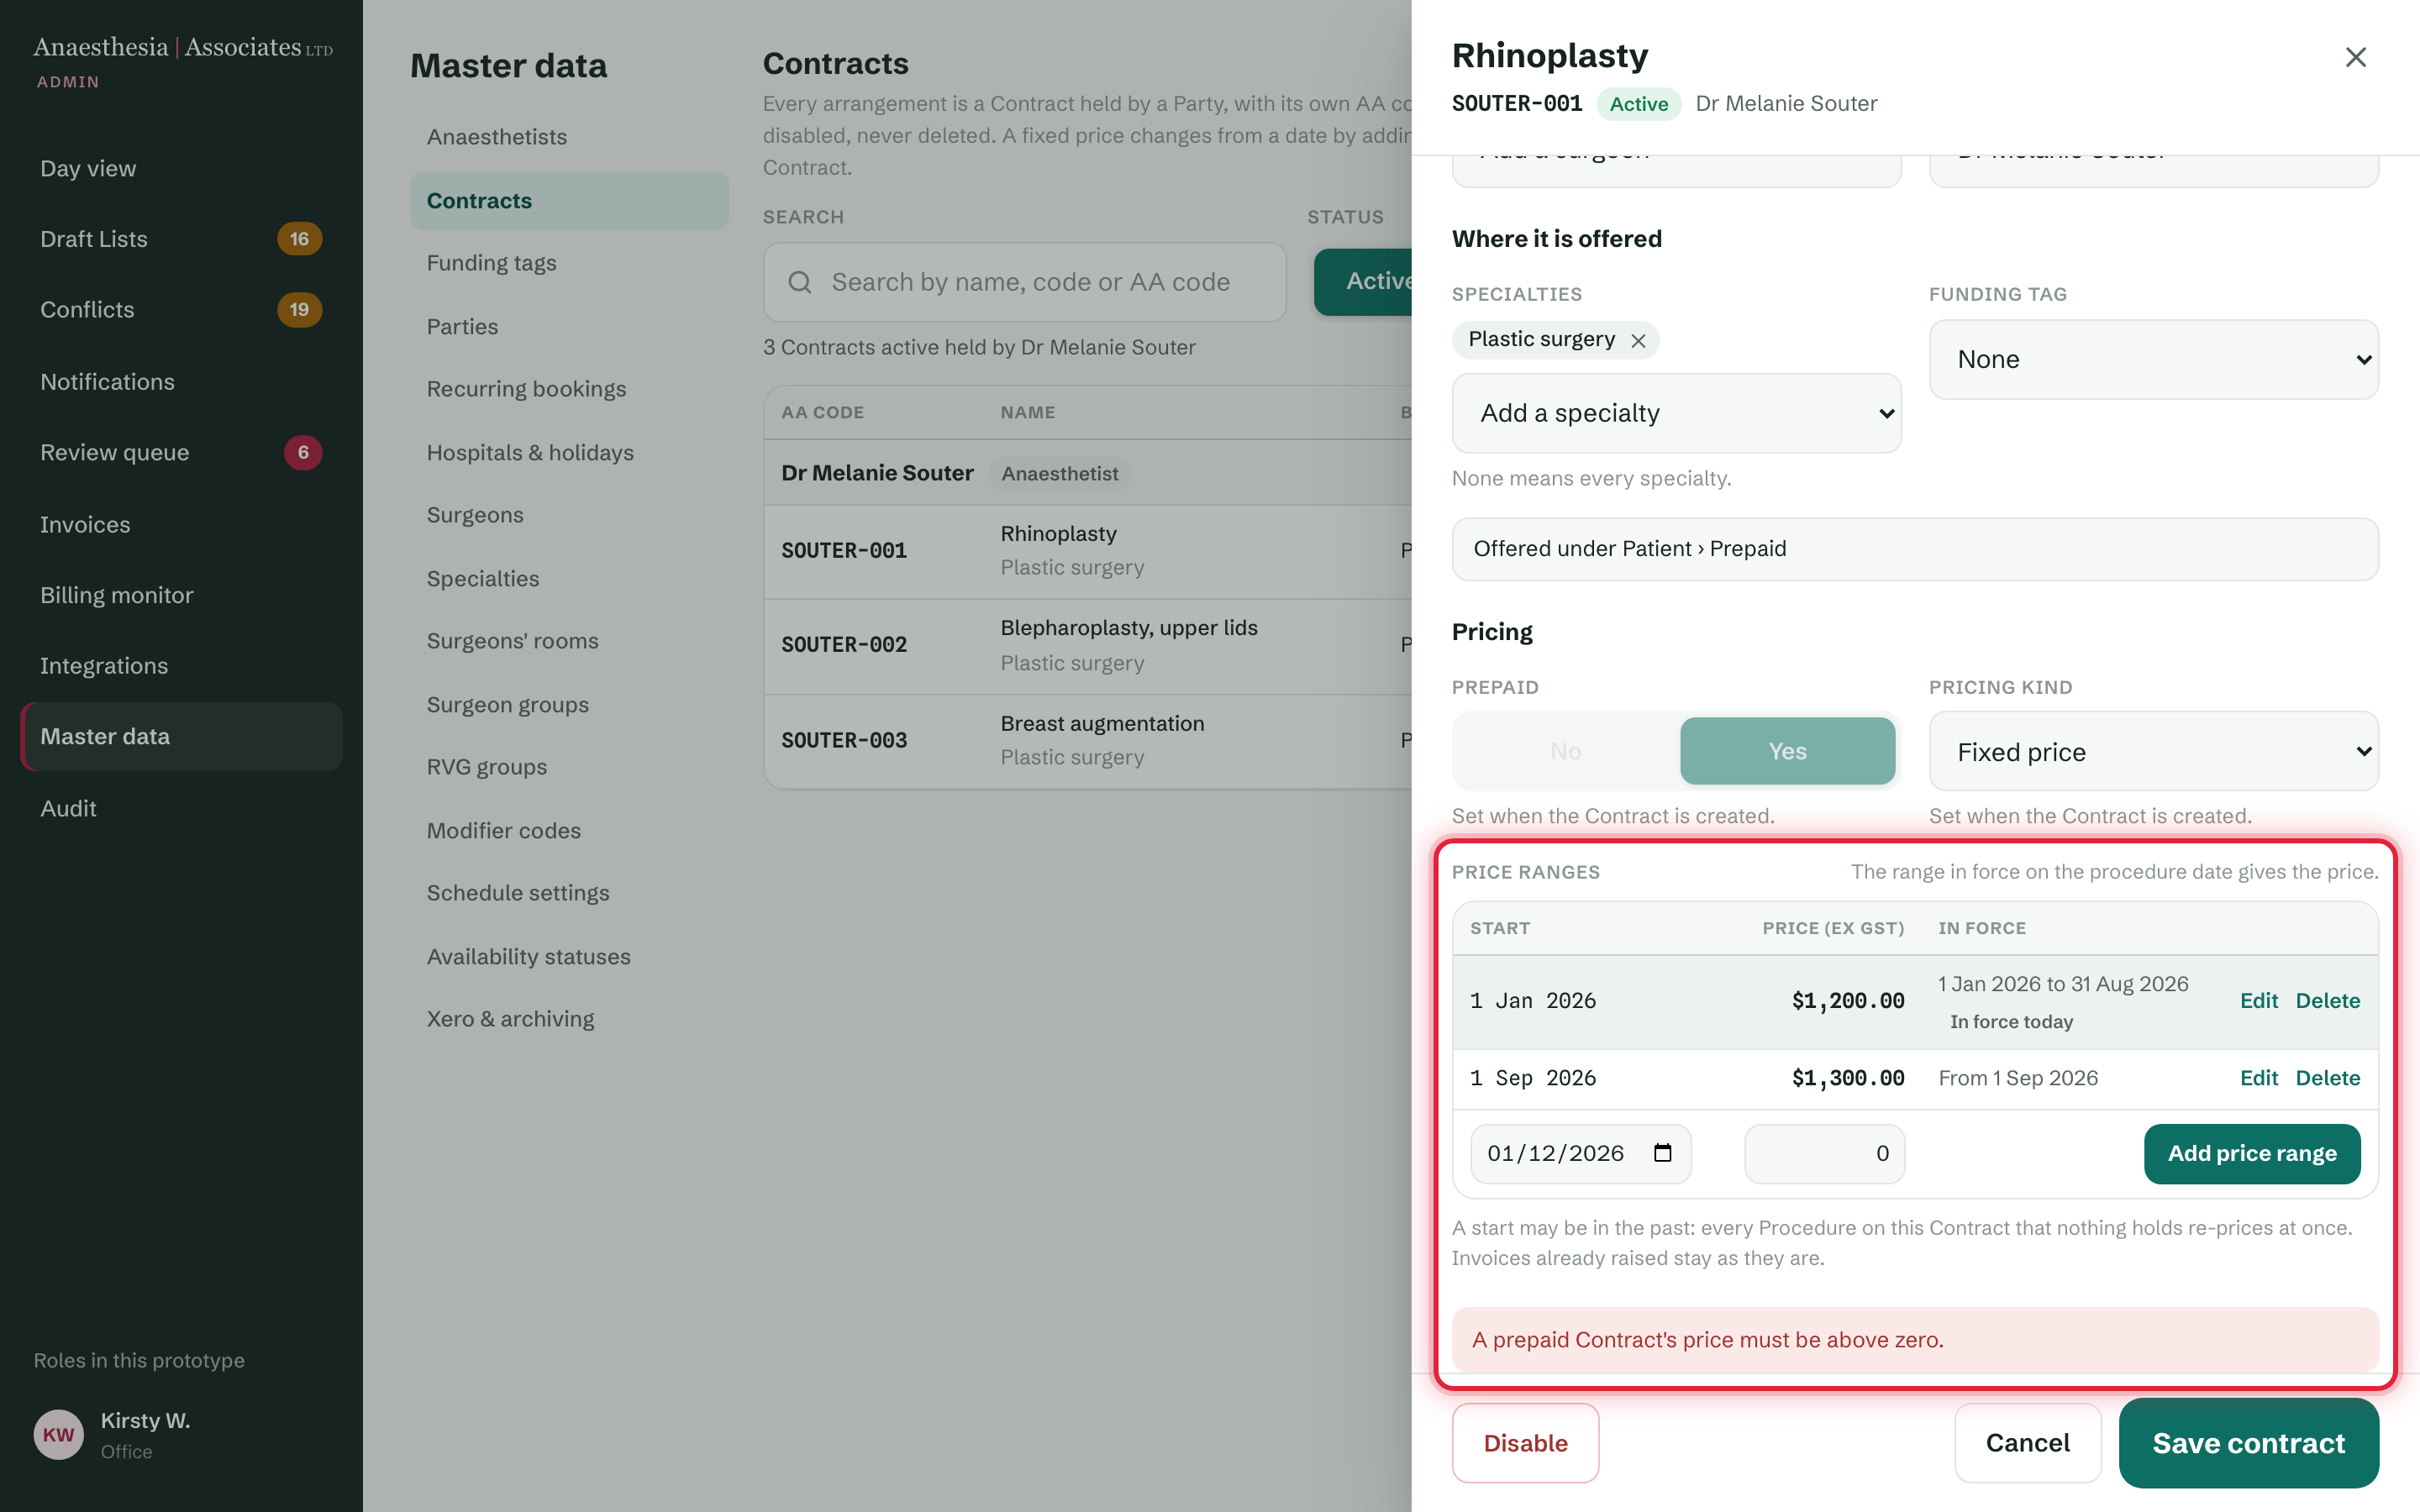 Anaesthesia | Associates LTD
ADMIN
Day view
Draft Lists 16
Conflicts 19
Notifications
Review queue 6
Invoices
Billing monitor
Integrations
Master data
Audit
Roles in this prototype
KW
Kirsty W.
Office
Master data
Anaesthetists
Contracts
Funding tags
Parties
Recurring bookings
Hospitals & holidays
Surgeons
Specialties
Surgeons' rooms
Surgeon groups
RVG groups
Modifier codes
Schedule settings
Availability statuses
Xero & archiving
Contracts
Every arrangement is a Contract held by a Party, with its own AA co
disabled, never deleted. A fixed price changes from a date by addin
Contract.
SEARCH STATUS
Search by name, code or AA code Active
3 Contracts active held by Dr Melanie Souter
AA CODE NAME B
Dr Melanie Souter Anaesthetist
SOUTER-001 Rhinoplasty P
Plastic surgery
SOUTER-002 Blepharoplasty, upper lids P
Plastic surgery
SOUTER-003 Breast augmentation P
Plastic surgery
Rhinoplasty
SOUTER-001 Active Dr Melanie Souter
Add a surgeon Dr Melanie Souter
Where it is offered
SPECIALTIES FUNDING TAG
Plastic surgery None
Add a specialty
None means every specialty.
Offered under Patient › Prepaid
Pricing
PREPAID PRICING KIND
No Yes Fixed price
Set when the Contract is created. Set when the Contract is created.
PRICE RANGES The range in force on the procedure date gives the price.
START PRICE (EX GST) IN FORCE
1 Jan 2026 $1,200.00 1 Jan 2026 to 31 Aug 2026 Edit Delete
In force today
1 Sep 2026 $1,300.00 From 1 Sep 2026 Edit Delete
01/12/2026 0 Add price range
A start may be in the past: every Procedure on this Contract that nothing holds re-prices at once.
Invoices already raised stay as they are.
A prepaid Contract's price must be above zero.
Disable Cancel Save contract